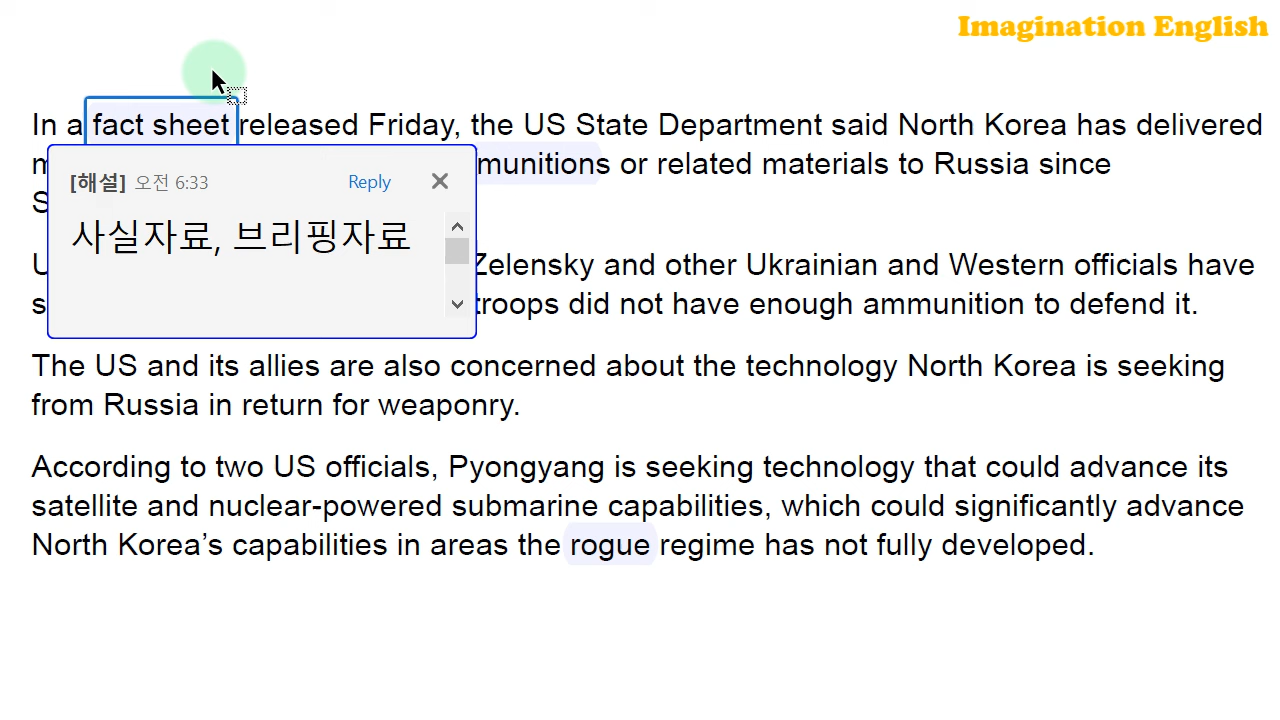 Imagination English
In a fact sheet released Friday, the US State Department said North Korea has delivered
munitions or related materials to Russia since
[해설] 오전 6:33 Reply
사실자료, 브리핑자료
Zelensky and other Ukrainian and Western officials have
troops did not have enough ammunition to defend it.
The US and its allies are also concerned about the technology North Korea is seeking
from Russia in return for weaponry.
According to two US officials, Pyongyang is seeking technology that could advance its
satellite and nuclear-powered submarine capabilities, which could significantly advance
North Korea’s capabilities in areas the rogue regime has not fully developed.